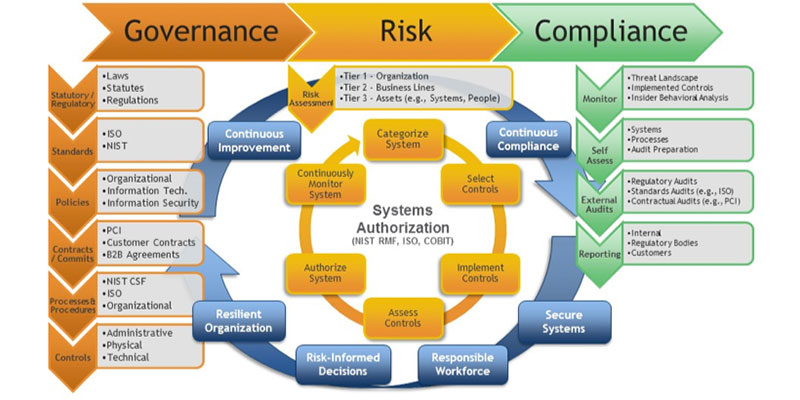 Governance
Risk
Compliance
Statutory /
Regulatory
•Laws
•Statutes
•Regulations
Standards
•ISO
•NIST
Policies
•Organizational
•Information Tech.
•Information Security
Contracts
/ Commits
•PCI
•Customer Contracts
•B2B Agreements
Processes &
Procedures
•NIST CSF
•ISO
•Organizational
Controls
•Administrative
•Physical
•Technical
Risk
Assessment
•Tier 1 - Organization
•Tier 2 - Business Lines
•Tier 3 - Assets (e.g., Systems, People)
Continuous
Improvement
Continuous
Compliance
Categorize
System
Select
Controls
Implement
Controls
Assess
Controls
Authorize
System
Continuously
Monitor
System
Systems
Authorization
(NIST RMF, ISO, COBIT)
Resilient
Organization
Risk-Informed
Decisions
Responsible
Workforce
Secure
Systems
Monitor
•Threat Landscape
•Implemented Controls
•Insider Behavioral Analysis
Self
Assess
•Systems
•Processes
•Audit Preparation
External
Audits
•Regulatory Audits
•Standards Audits (e.g., ISO)
•Contractual Audits (e.g., PCI)
Reporting
•Internal
•Regulatory Bodies
•Customers